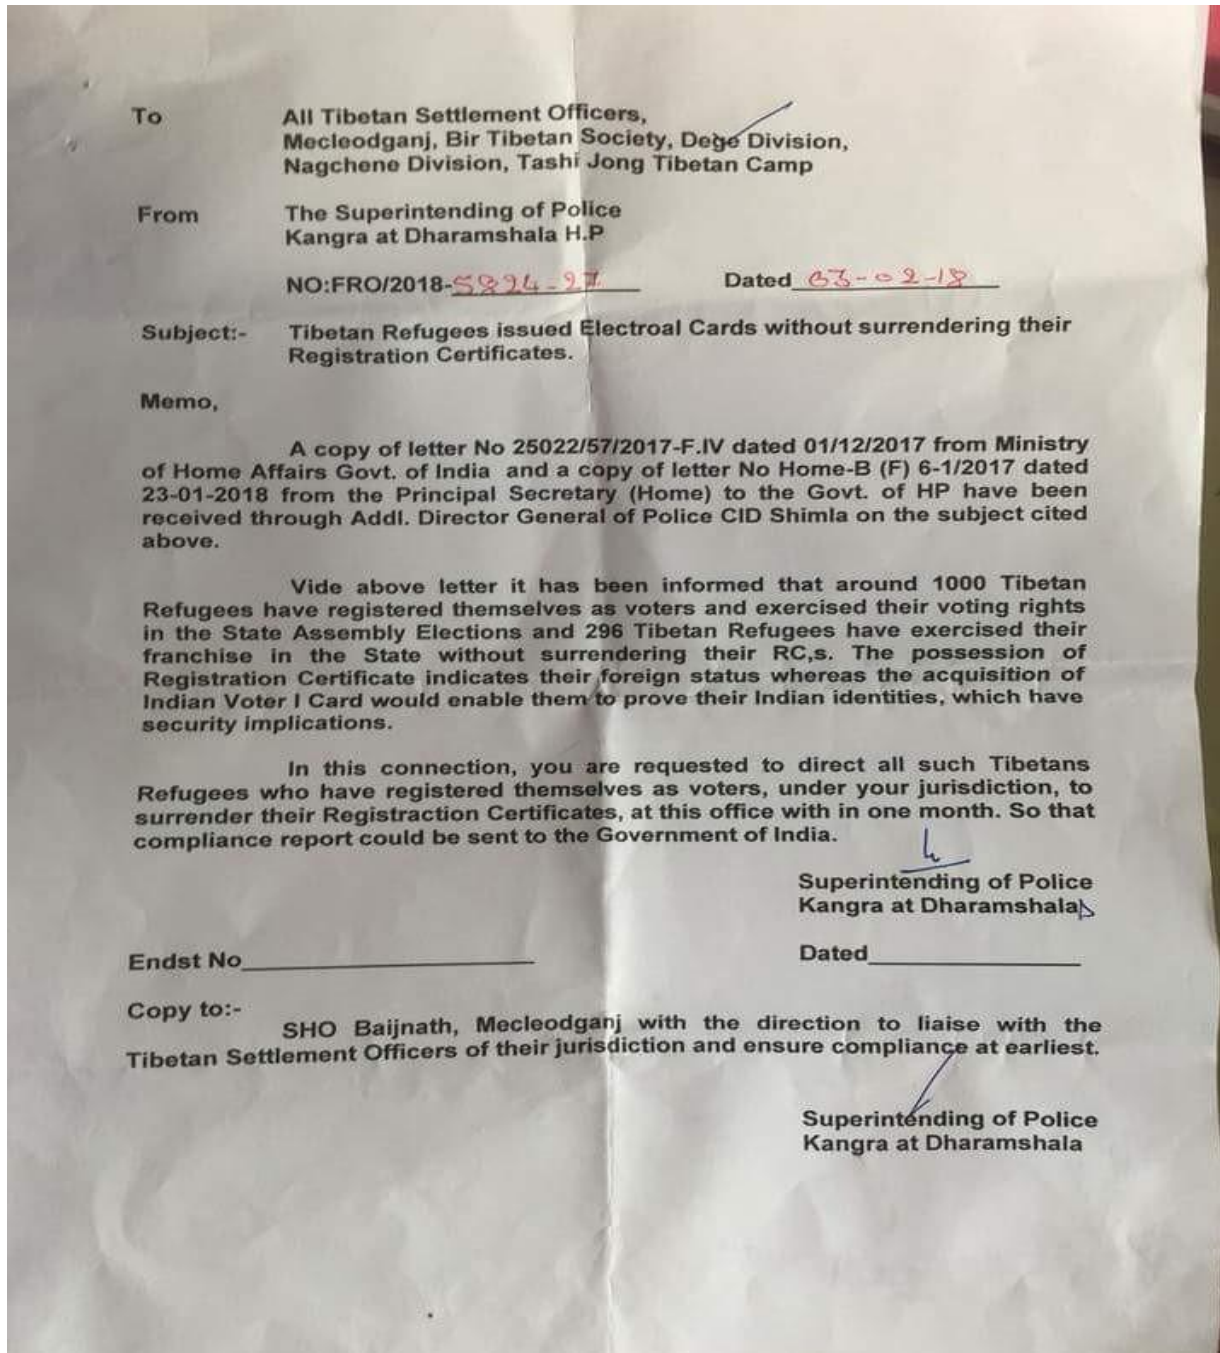 To All Tibetan Settlement Officers,
Mecleodganj, Bir Tibetan Society, Dege Division,
Nagchene Division, Tashi Jong Tibetan Camp
From The Superintending of Police
Kangra at Dharamshala H.P
NO:FRO/2018-5824-27 Dated 03-02-18
Subject:- Tibetan Refugees issued Electroal Cards without surrendering their
Registration Certificates.
Memo,
A copy of letter No 25022/57/2017-F.IV dated 01/12/2017 from Ministry
of Home Affairs Govt. of India and a copy of letter No Home-B (F) 6-1/2017 dated
23-01-2018 from the Principal Secretary (Home) to the Govt. of HP have been
received through Addl. Director General of Police CID Shimla on the subject cited
above.
Vide above letter it has been informed that around 1000 Tibetan
Refugees have registered themselves as voters and exercised their voting rights
in the State Assembly Elections and 296 Tibetan Refugees have exercised their
franchise in the State without surrendering their RC,s. The possession of
Registration Certificate indicates their foreign status whereas the acquisition of
Indian Voter I Card would enable them to prove their Indian identities, which have
security implications.
In this connection, you are requested to direct all such Tibetans
Refugees who have registered themselves as voters, under your jurisdiction, to
surrender their Registraction Certificates, at this office with in one month. So that
compliance report could be sent to the Government of India.
Superintending of Police
Kangra at Dharamshala
Endst No Dated
Copy to:-
SHO Baijnath, Mecleodganj with the direction to liaise with the
Tibetan Settlement Officers of their jurisdiction and ensure compliance at earliest.
Superintending of Police
Kangra at Dharamshala